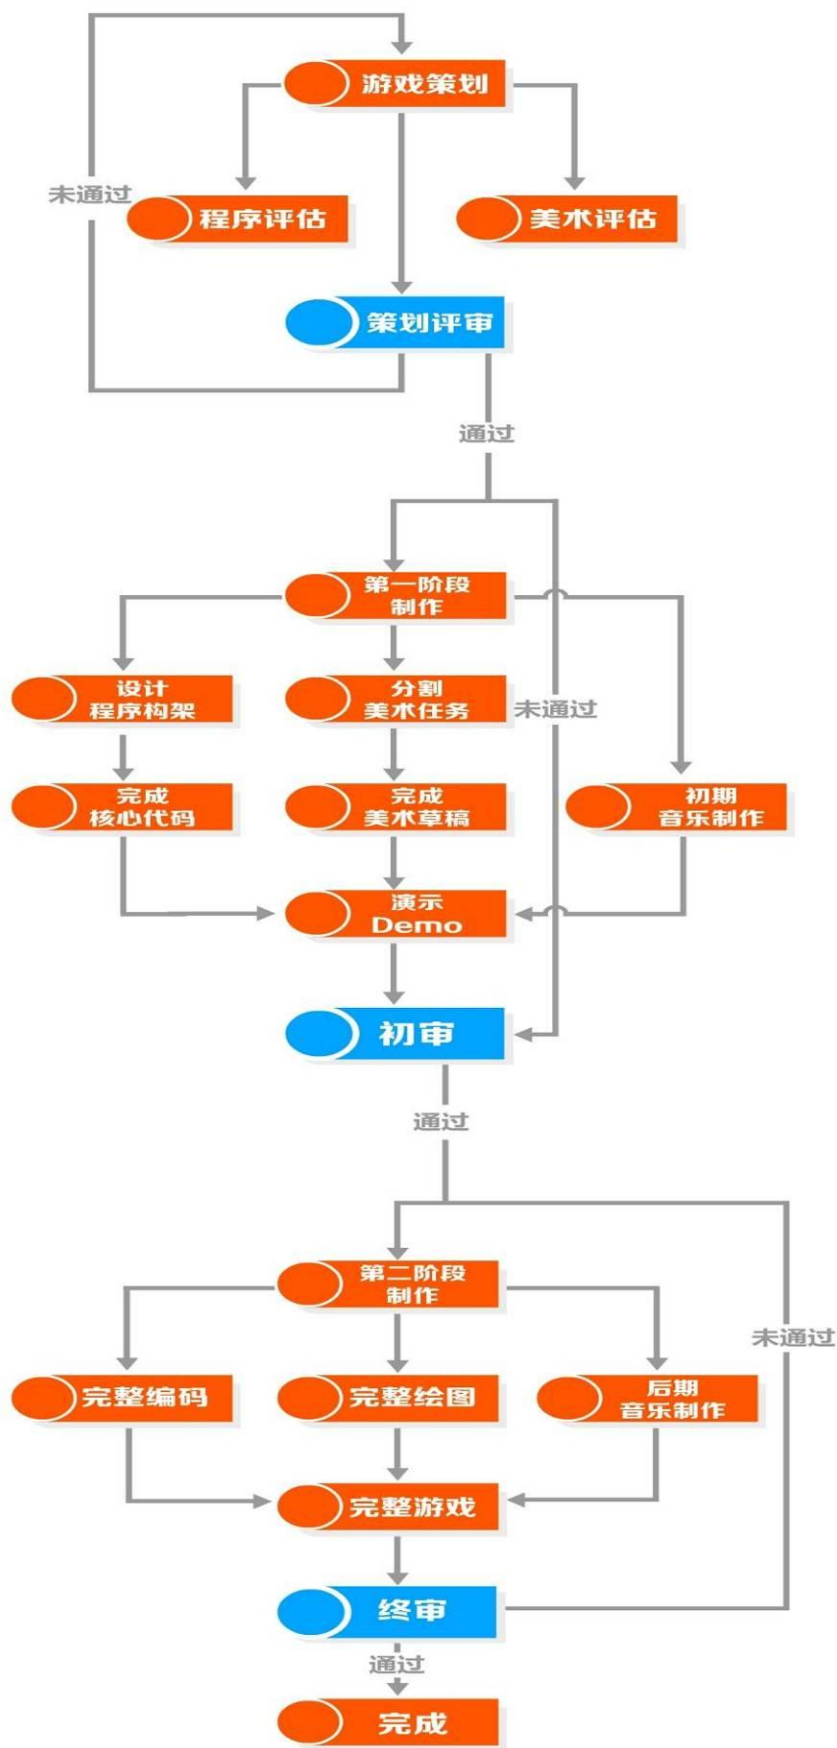 游戏策划
未通过
程序评估
美术评估
策划评审
通过
第一阶段
制作
设计
程序构架
分割
美术任务
未通过
完成
核心代码
完成
美术草稿
初期
音乐制作
演示
Demo
初审
通过
第二阶段
制作
未通过
完整编码
完整绘图
后期
音乐制作
完整游戏
终审
通过
完成